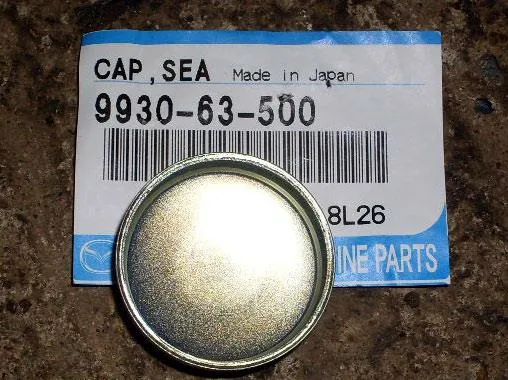 CAP,SEA Made in Japan
9930-63-500
8L26
INE PARTS